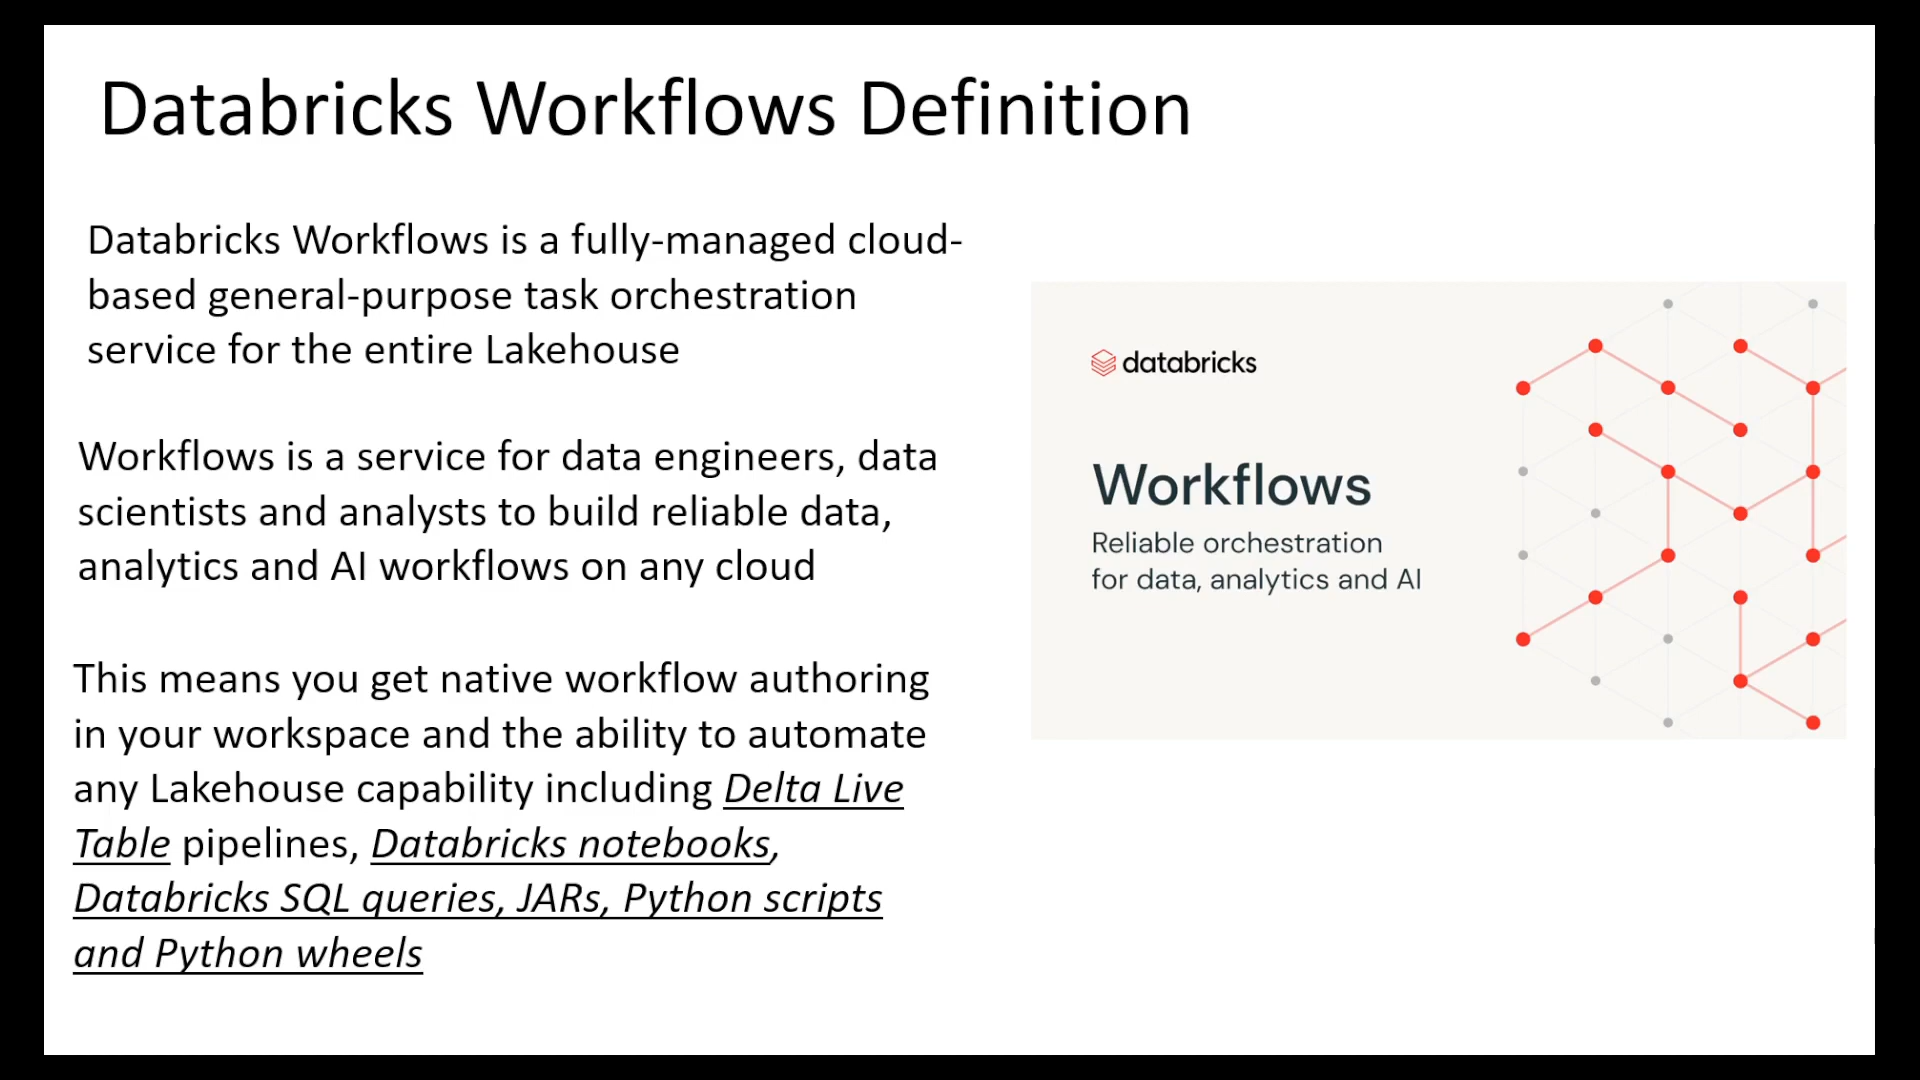 Databricks Workflows Definition
Databricks Workflows is a fully-managed cloud-
based general-purpose task orchestration
service for the entire Lakehouse
Workflows is a service for data engineers, data
scientists and analysts to build reliable data,
analytics and AI workflows on any cloud
This means you get native workflow authoring
in your workspace and the ability to automate
any Lakehouse capability including Delta Live
Table pipelines, Databricks notebooks,
Databricks SQL queries, JARs, Python scripts
and Python wheels
databricks
Workflows
Reliable orchestration
for data, analytics and AI